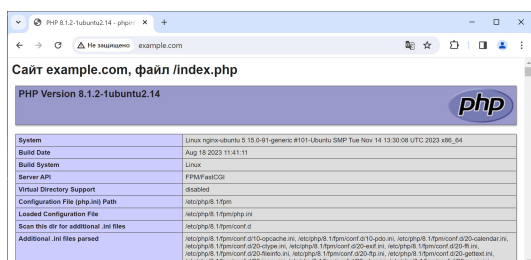 PHP 8.1.2-1ubuntu2.14 - phpinf
Не защищено example.com
Сайт example.com, файл /index.php
PHP Version 8.1.2-1ubuntu2.14
php
System Linux nginx-ubuntu 5.15.0-91-generic #101-Ubuntu SMP Tue Nov 14 13:30:08 UTC 2023 x86_64
Build Date Aug 18 2023 11:41:11
Build System Linux
Server API FPM/FastCGI
Virtual Directory Support disabled
Configuration File (php.ini) Path /etc/php/8.1/fpm
Loaded Configuration File /etc/php/8.1/fpm/php.ini
Scan this dir for additional .ini files /etc/php/8.1/fpm/conf.d
Additional .ini files parsed /etc/php/8.1/fpm/conf.d/10-opcache.ini, /etc/php/8.1/fpm/conf.d/10-pdo.ini, /etc/php/8.1/fpm/conf.d/20-calendar.ini,
/etc/php/8.1/fpm/conf.d/20-ctype.ini, /etc/php/8.1/fpm/conf.d/20-exif.ini, /etc/php/8.1/fpm/conf.d/20-ffi.ini,
/etc/php/8.1/fpm/conf.d/20-fileinfo.ini, /etc/php/8.1/fpm/conf.d/20-ftp.ini, /etc/php/8.1/fpm/conf.d/20-gettext.ini,